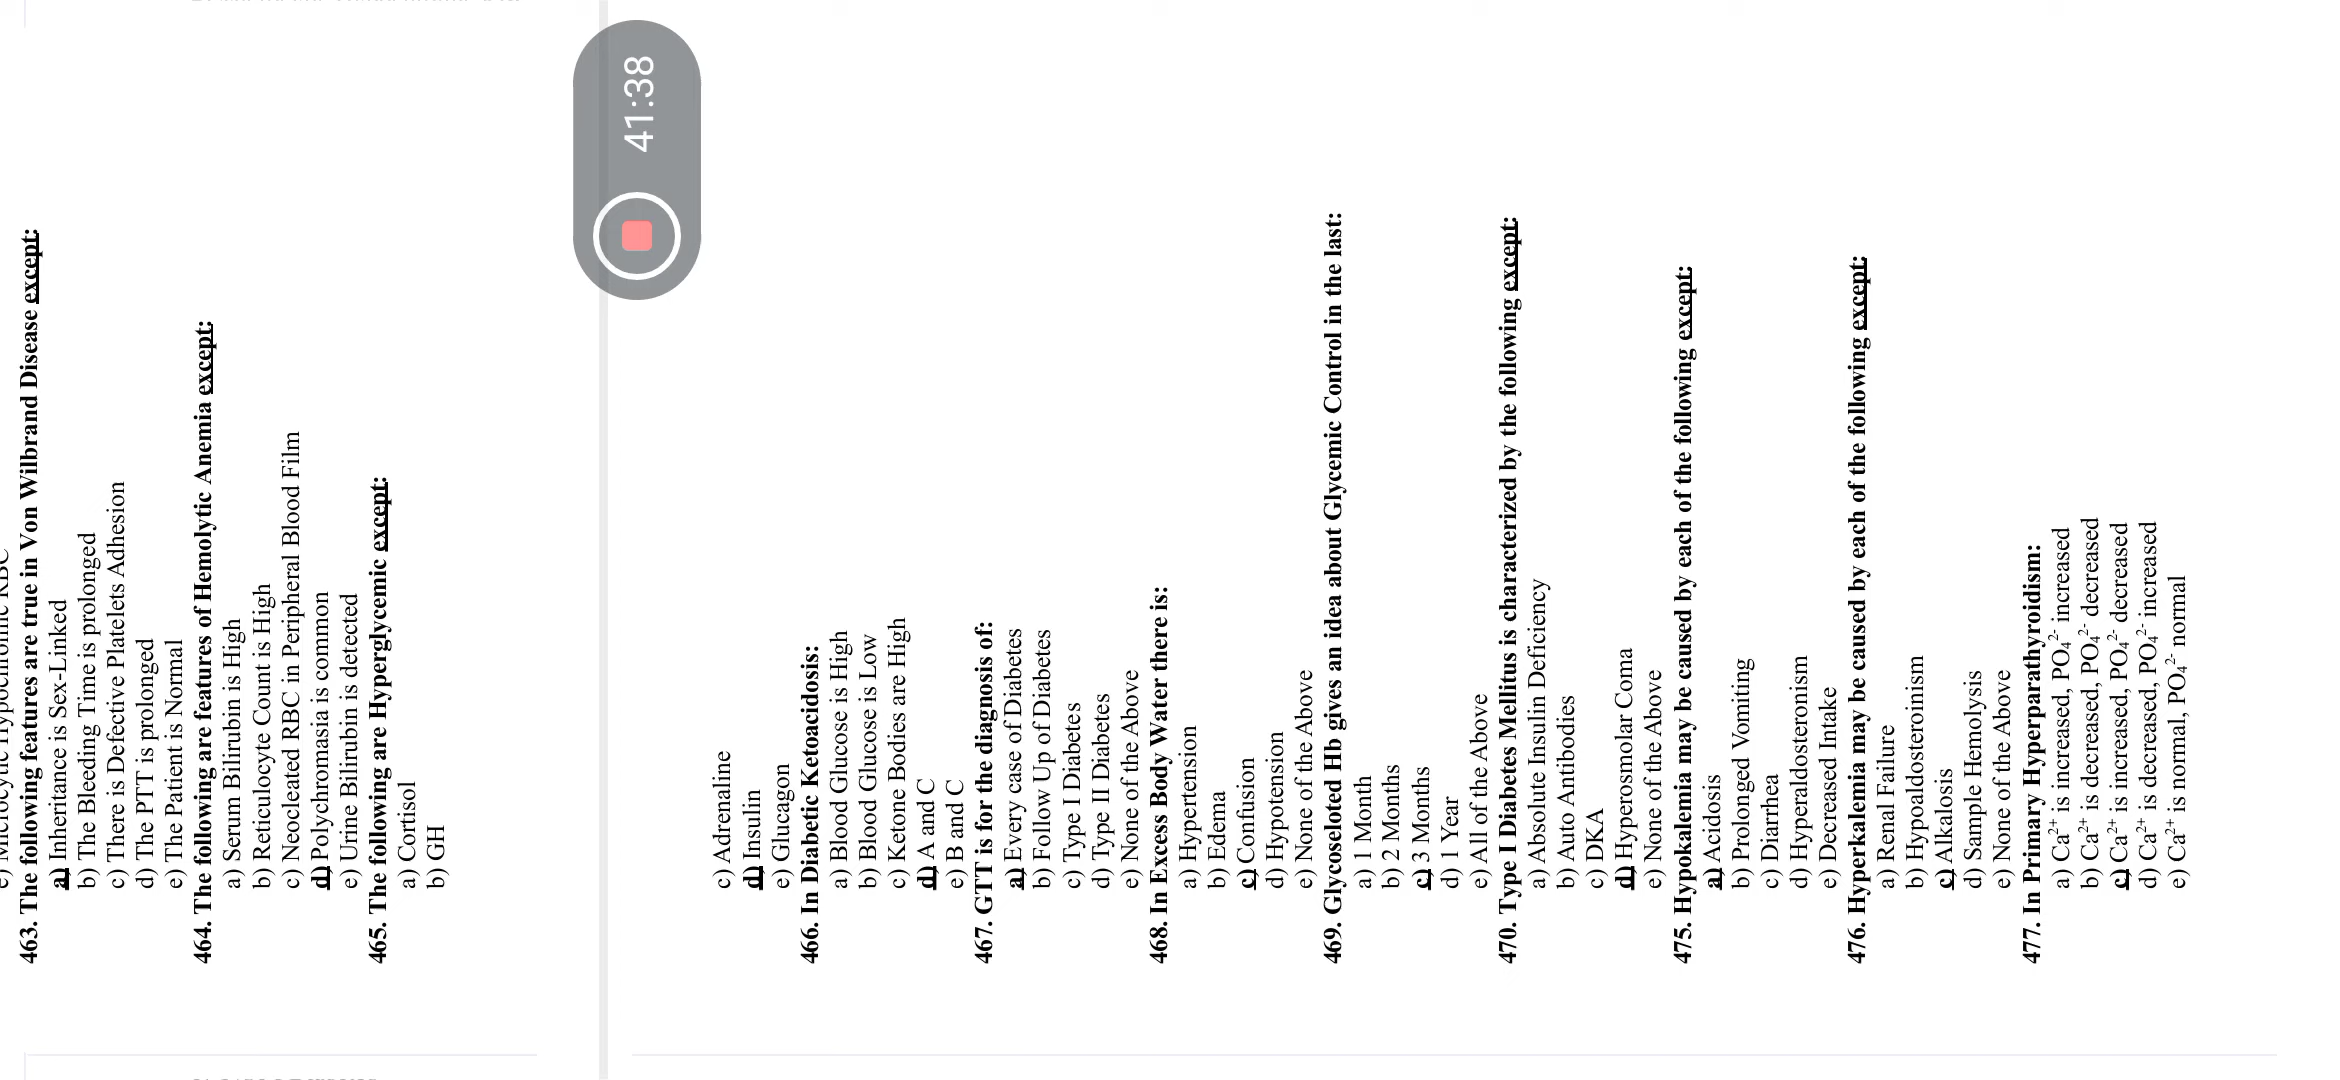 463. The following features are true in Von Wilbrand Disease except:
a) Inheritance is Sex-Linked
b) The Bleeding Time is prolonged
c) There is Defective Platelets Adhesion
d) The PTT is prolonged
e) The Patient is Normal
464. The following are features of Hemolytic Anemia except:
a) Serum Bilirubin is High
b) Reticulocyte Count is High
c) Neocleated RBC in Peripheral Blood Film
d) Polychromasia is common
e) Urine Bilirubin is detected
465. The following are Hyperglycemic except:
a) Cortisol
b) GH
41:38
c) Adrenaline
d) Insulin
e) Glucagon
466. In Diabetic Ketoacidosis:
a) Blood Glucose is High
b) Blood Glucose is Low
c) Ketone Bodies are High
d) A and C
e) B and C
467. GTT is for the diagnosis of:
a) Every case of Diabetes
b) Follow Up of Diabetes
c) Type I Diabetes
d) Type II Diabetes
e) None of the Above
468. In Excess Body Water there is:
a) Hypertension
b) Edema
c) Confusion
d) Hypotension
e) None of the Above
469. Glycoseloted Hb gives an idea about Glycemic Control in the last:
a) 1 Month
b) 2 Months
c) 3 Months
d) 1 Year
e) All of the Above
470. Type I Diabetes Mellitus is characterized by the following except:
a) Absolute Insulin Deficiency
b) Auto Antibodies
c) DKA
d) Hyperosmolar Coma
e) None of the Above
475. Hypokalemia may be caused by each of the following except:
a) Acidosis
b) Prolonged Vomiting
c) Diarrhea
d) Hyperaldosteronism
e) Decreased Intake
476. Hyperkalemia may be caused by each of the following except:
a) Renal Failure
b) Hypoaldosteroinism
c) Alkalosis
d) Sample Hemolysis
e) None of the Above
477. In Primary Hyperparathyroidism:
a) Ca²⁺ is increased, PO₄²⁻ increased
b) Ca²⁺ is decreased, PO₄²⁻ decreased
c) Ca²⁺ is increased, PO₄²⁻ decreased
d) Ca²⁺ is decreased, PO₄²⁻ increased
e) Ca²⁺ is normal, PO₄²⁻ normal